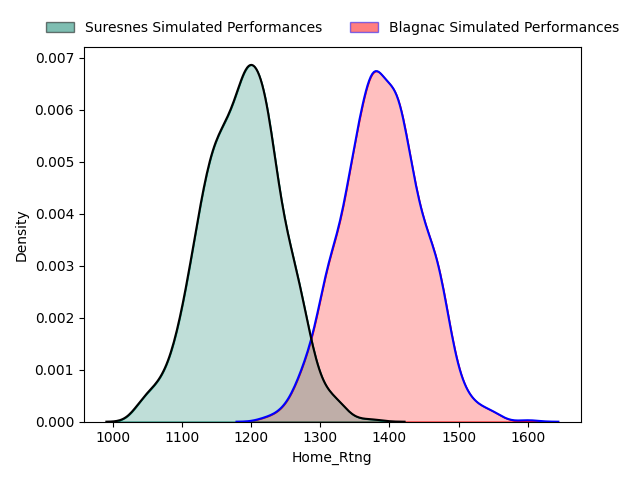 Suresnes Simulated Performances Blagnac Simulated Performances
0.007
0.006
0.005
0.004
0.003
0.002
0.001
0.000
Density
1000 1100 1200 1300 1400 1500 1600
Home_Rtng